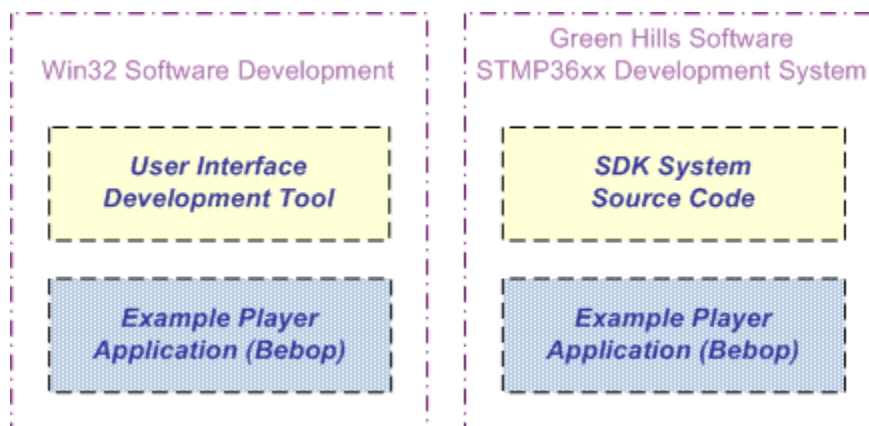 Win32 Software Development
User Interface
Development Tool
Example Player
Application (Bebop)
Green Hills Software
STMP36xx Development System
SDK System
Source Code
Example Player
Application (Bebop)